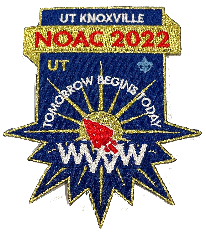 UT KNOXVILLE
NOAC 2022
UT
TOMORROW BEGINS TODAY
WWW